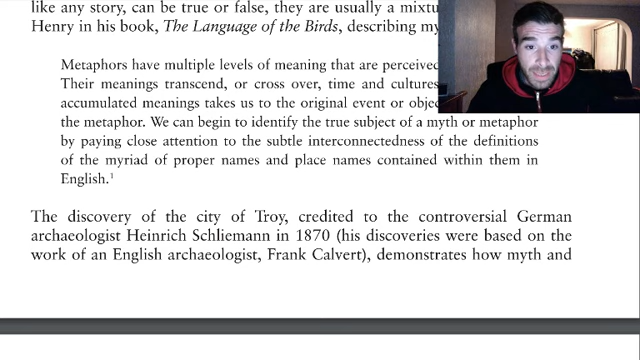 like any story, can be true or false, they are usually a mixtu
Henry in his book, The Language of the Birds, describing my
Metaphors have multiple levels of meaning that are perceived
Their meanings transcend, or cross over, time and cultures
accumulated meanings takes us to the original event or objec
the metaphor. We can begin to identify the true subject of a myth or metaphor
by paying close attention to the subtle interconnectedness of the definitions
of the myriad of proper names and place names contained within them in
English.¹
The discovery of the city of Troy, credited to the controversial German
archaeologist Heinrich Schliemann in 1870 (his discoveries were based on the
work of an English archaeologist, Frank Calvert), demonstrates how myth and